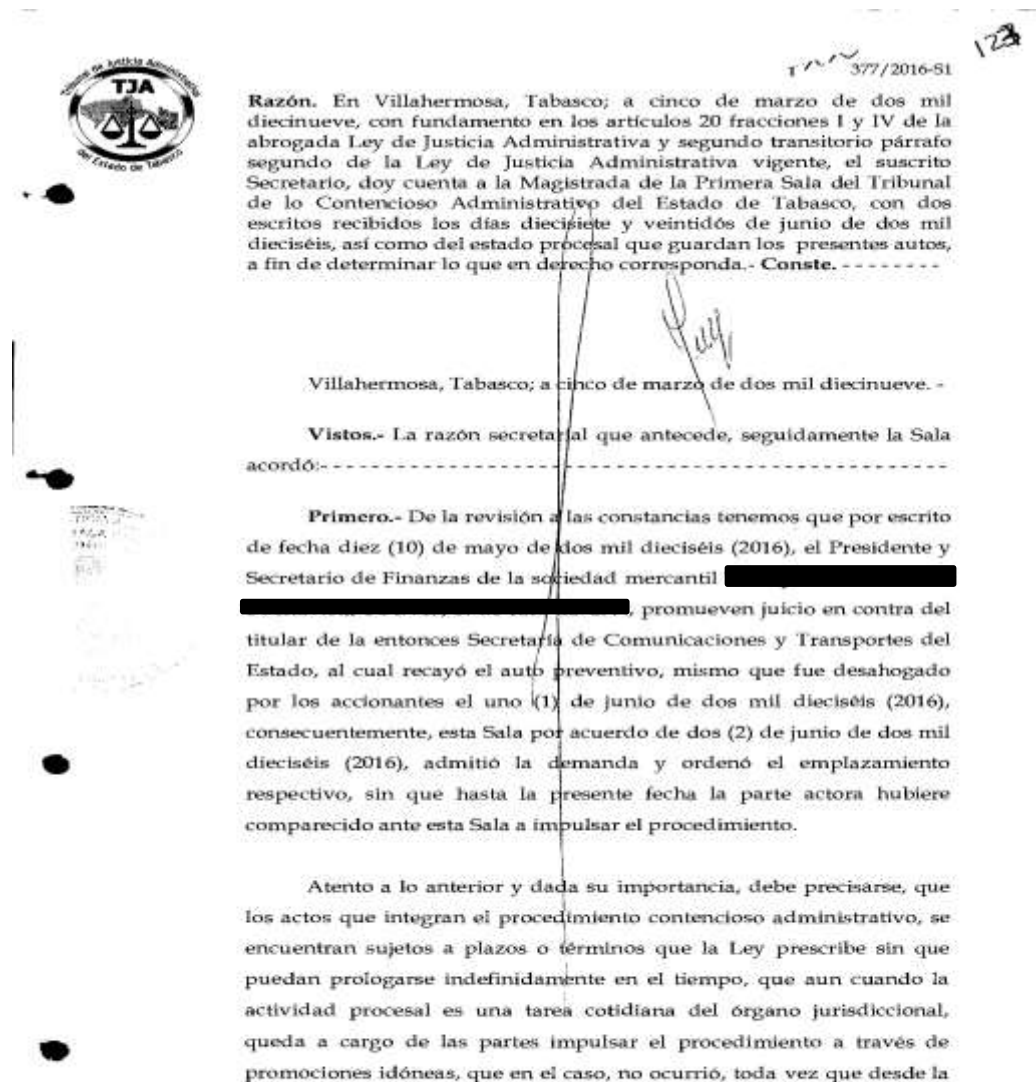 123
377/2016-S1
Tribunal de Justicia Administrativa
TJA
del Estado de Tabasco
Razón. En Villahermosa, Tabasco; a cinco de marzo de dos mil
diecinueve, con fundamento en los artículos 20 fracciones I y IV de la
abrogada Ley de Justicia Administrativa y segundo transitorio párrafo
segundo de la Ley de Justicia Administrativa vigente, el suscrito
Secretario, doy cuenta a la Magistrada de la Primera Sala del Tribunal
de lo Contencioso Administrativo del Estado de Tabasco, con dos
escritos recibidos los días diecisiete y veintidós de junio de dos mil
dieciséis, así como del estado procesal que guardan los presentes autos,
a fin de determinar lo que en derecho corresponda.- Conste. - - - - - - - -
Villahermosa, Tabasco; a cinco de marzo de dos mil diecinueve. -
Vistos.- La razón secretarial que antecede, seguidamente la Sala
acordó:- - - - - - - - - - - - - - - - - - - - - - - - - - - - - - - - - - - - - - - - - - - - - -
Primero.- De la revisión a las constancias tenemos que por escrito
de fecha diez (10) de mayo de dos mil dieciséis (2016), el Presidente y
Secretario de Finanzas de la sociedad mercantil
, promueven juicio en contra del
titular de la entonces Secretaría de Comunicaciones y Transportes del
Estado, al cual recayó el auto preventivo, mismo que fue desahogado
por los accionantes el uno (1) de junio de dos mil dieciséis (2016),
consecuentemente, esta Sala por acuerdo de dos (2) de junio de dos mil
dieciséis (2016), admitió la demanda y ordenó el emplazamiento
respectivo, sin que hasta la presente fecha la parte actora hubiere
comparecido ante esta Sala a impulsar el procedimiento.
Atento a lo anterior y dada su importancia, debe precisarse, que
los actos que integran el procedimiento contencioso administrativo, se
encuentran sujetos a plazos o términos que la Ley prescribe sin que
puedan prologarse indefinidamente en el tiempo, que aun cuando la
actividad procesal es una tarea cotidiana del órgano jurisdiccional,
queda a cargo de las partes impulsar el procedimiento a través de
promociones idóneas, que en el caso, no ocurrió, toda vez que desde la